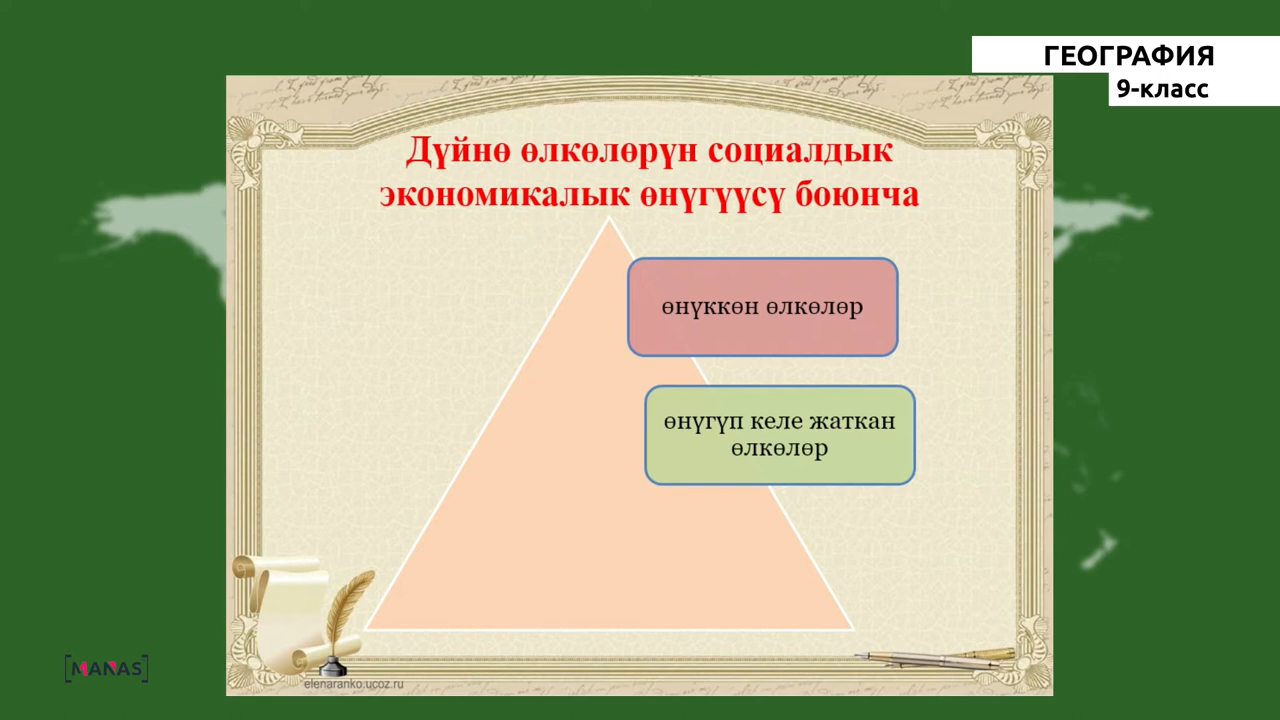 ГЕОГРАФИЯ
9-класс
Дүйнө өлкөлөрүн социалдык
экономикалык өнүгүүсү боюнча
өнүккөн өлкөлөр
өнүгүп келе жаткан
өлкөлөр
[MANAS]
elenaranko.ucoz.ru